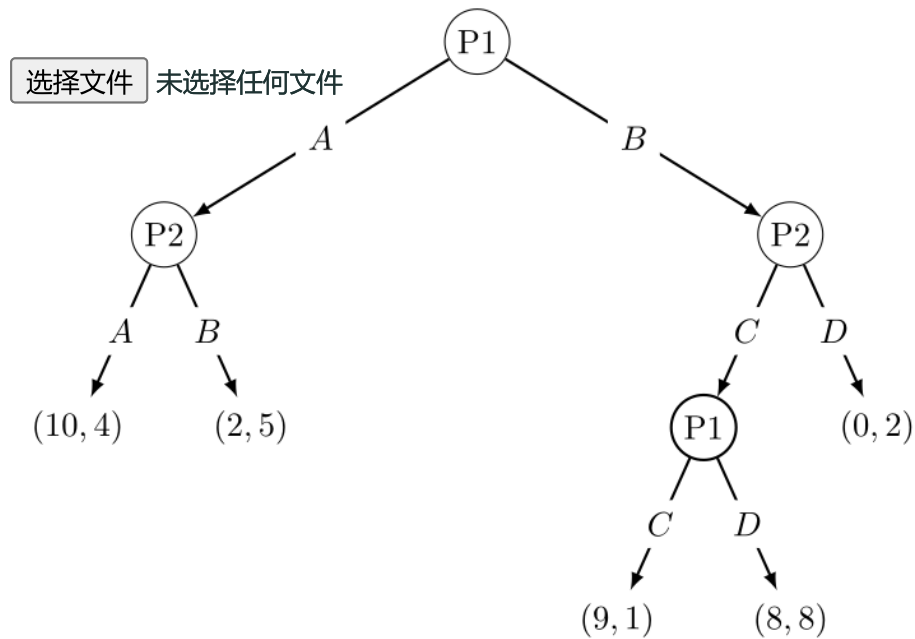 P1
选择文件 未选择任何文件
A B
P2 P2
A B C D
(10, 4) (2, 5) P1 (0, 2)
C D
(9, 1) (8, 8)